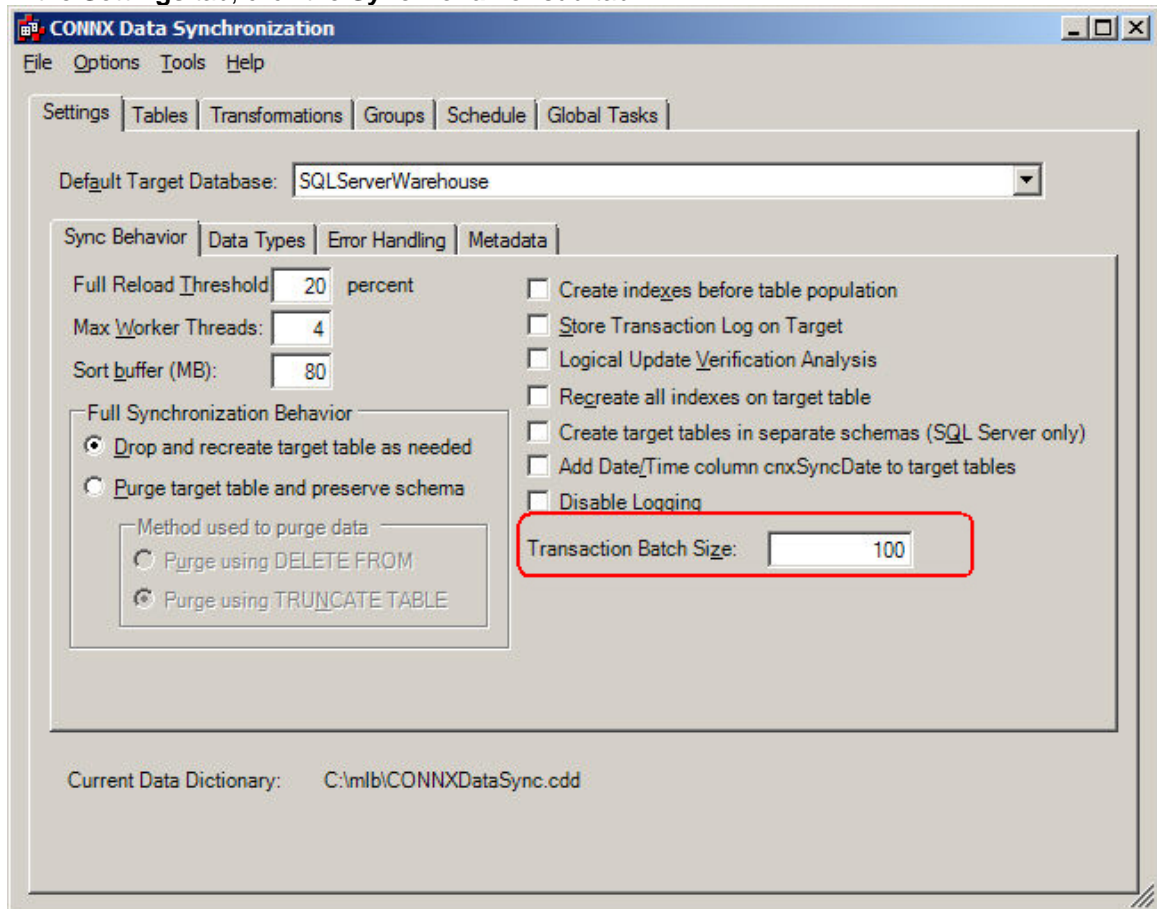 CONNX Data Synchronization
File Options Tools Help
Settings Tables Transformations Groups Schedule Global Tasks
Default Target Database: SQLServerWarehouse
Sync Behavior Data Types Error Handling Metadata
Full Reload Threshold 20 percent
Max Worker Threads: 4
Sort buffer (MB): 80
Full Synchronization Behavior
Drop and recreate target table as needed
Purge target table and preserve schema
Method used to purge data
Purge using DELETE FROM
Purge using TRUNCATE TABLE
Create indexes before table population
Store Transaction Log on Target
Logical Update Verification Analysis
Recreate all indexes on target table
Create target tables in separate schemas (SQL Server only)
Add Date/Time column cnxSyncDate to target tables
Disable Logging
Transaction Batch Size: 100
Current Data Dictionary: C:\mlb\CONNXDataSync.cdd